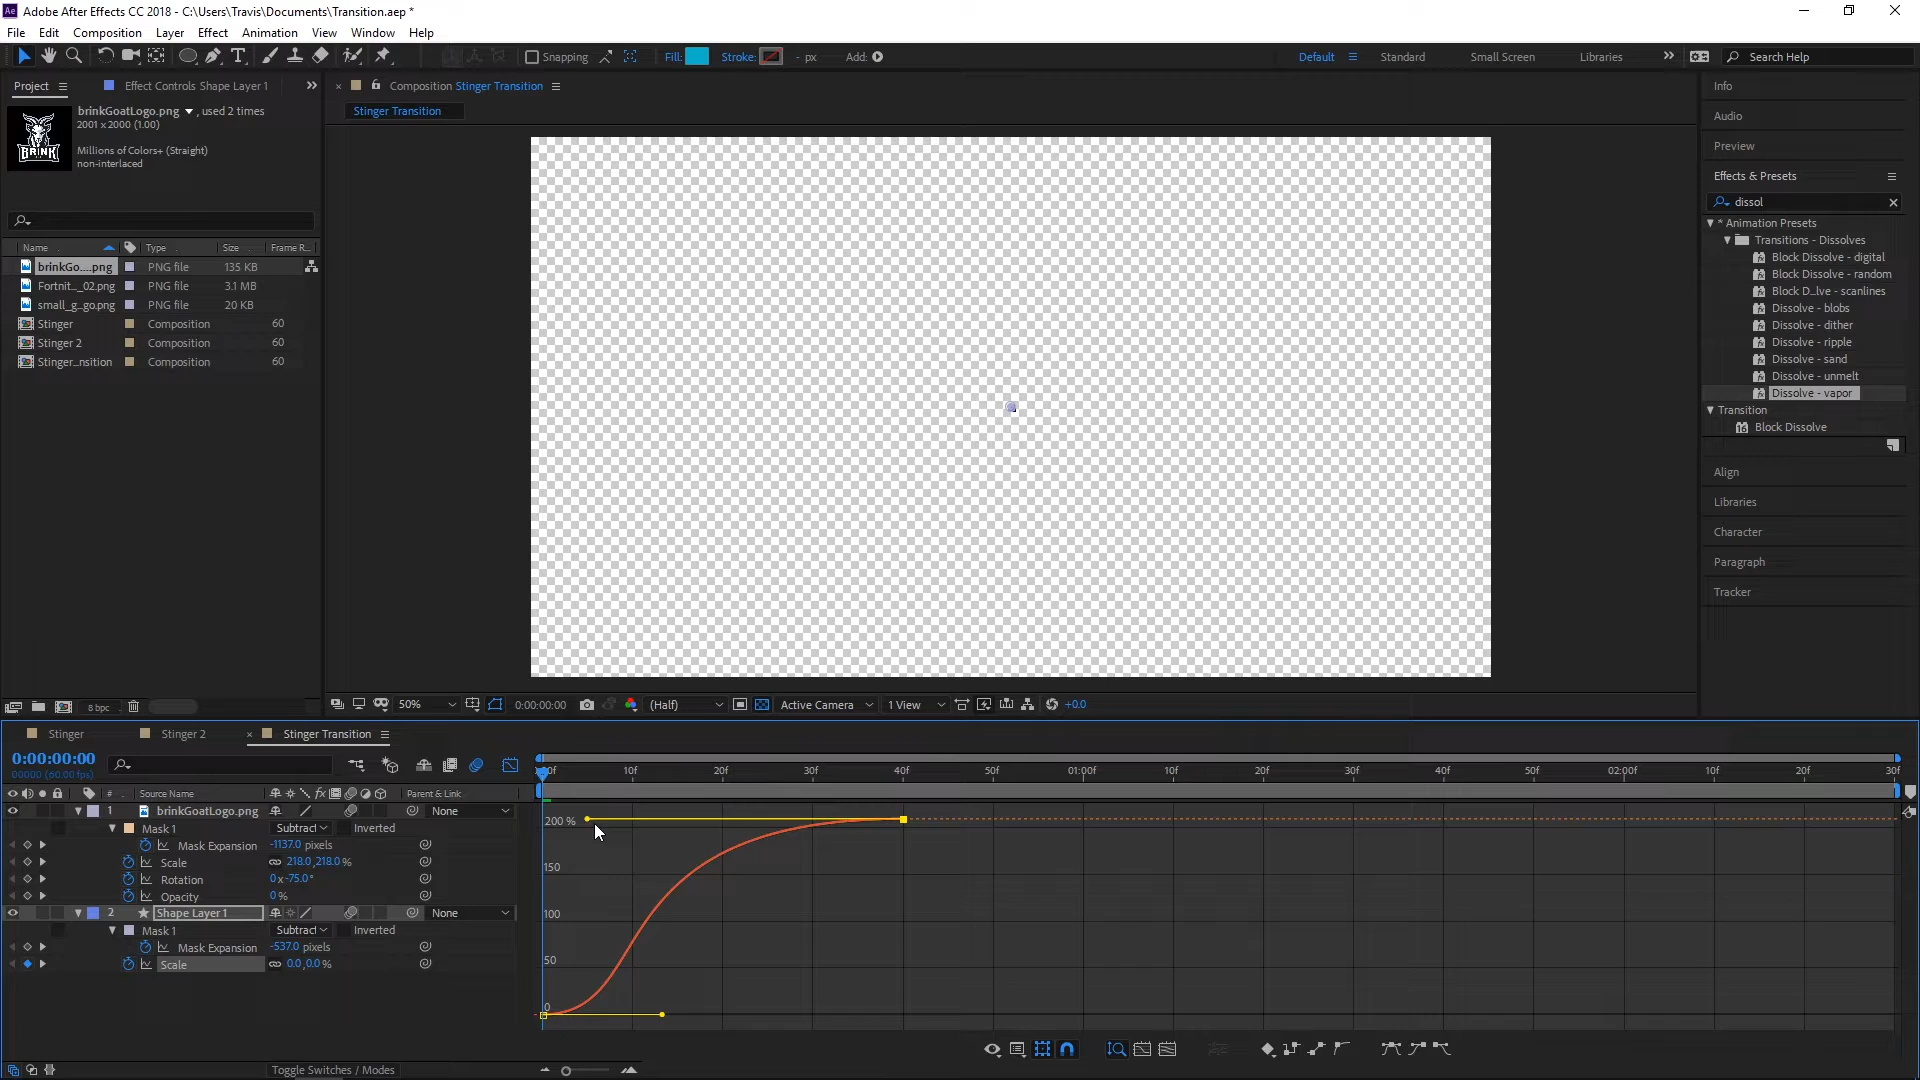 Adobe After Effects CC 2018 - C:\Users\Travis\Documents\Transition.aep *
File Edit Composition Layer Effect Animation View Window Help
Snapping Fill: Stroke: - px Add: Default Standard Small Screen Libraries Search Help
Project Effect Controls Shape Layer 1
Composition Stinger Transition
Stinger Transition
brinkGoatLogo.png , used 2 times
2001 x 2000 (1.00)
Millions of Colors+ (Straight)
non-interlaced
BRINK
Name Type Size Frame R...
brinkGo....png PNG file 135 KB
Fortnit..._02.png PNG file 3.1 MB
small_g...go.png PNG file 20 KB
Stinger Composition 60
Stinger 2 Composition 60
Stinger_nsition Composition 60
8 bpc
50% 0:00:00:00 (Half) Active Camera 1 View +0.0
Info
Audio
Preview
Effects & Presets
dissol
* Animation Presets
Transitions - Dissolves
Block Dissolve - digital
Block Dissolve - random
Block D...lve - scanlines
Dissolve - blobs
Dissolve - dither
Dissolve - ripple
Dissolve - sand
Dissolve - unmelt
Dissolve - vapor
Transition
Block Dissolve
Align
Libraries
Character
Paragraph
Tracker
Stinger Stinger 2 Stinger Transition
0:00:00:00
00000 (60.00 fps)
10f 20f 30f 40f 50f 01:00f 10f 20f 30f 40f 50f 02:00f 10f 20f 30f
# Source Name Parent & Link
1 brinkGoatLogo.png None
Mask 1 Subtract Inverted
Mask Expansion -1137.0 pixels
Scale 218.0,218.0 %
Rotation 0x-75.0°
Opacity 0 %
2 Shape Layer 1 None
Mask 1 Subtract Inverted
Mask Expansion -537.0 pixels
Scale 0.0,0.0 %
200 %
150
100
50
0
Toggle Switches / Modes